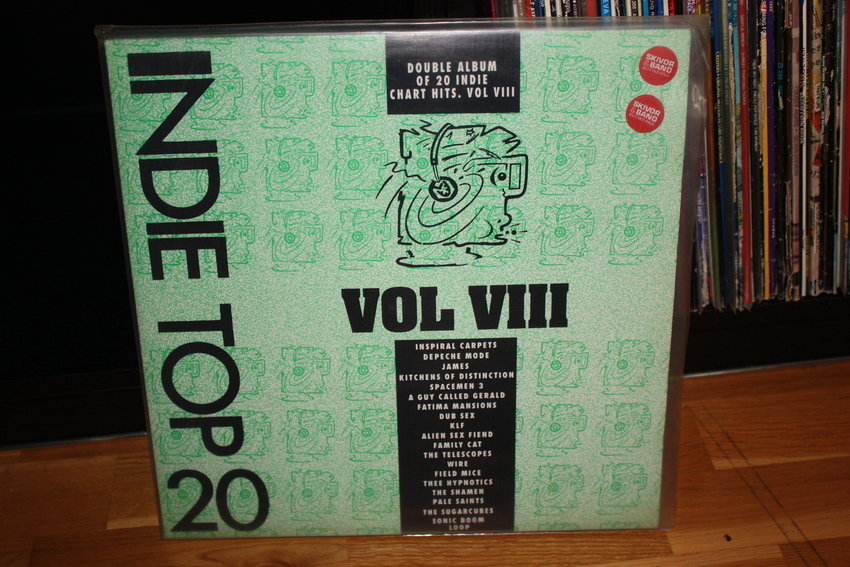 INDIE TOP 20
DOUBLE ALBUM
OF 20 INDIE
CHART HITS. VOL VIII
SKIVOR
& BAND
SKIVOR
& BAND
VOL VIII
INSPIRAL CARPETS
DEPECHE MODE
JAMES
KITCHENS OF DISTINCTION
SPACEMEN 3
A GUY CALLED GERALD
FATIMA MANSIONS
DUB SEX
KLF
ALIEN SEX FIEND
FAMILY CAT
THE TELESCOPES
WIRE
FIELD MICE
THEE HYPNOTICS
THE SHAMEN
PALE SAINTS
THE SUGARCUBES
SONIC BOOM
LOOP